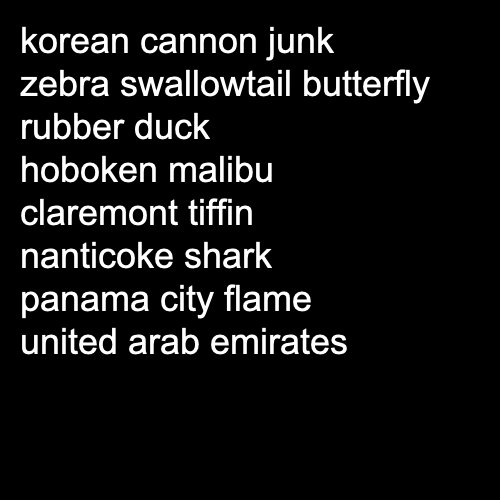 korean cannon junk
zebra swallowtail butterfly
rubber duck
hoboken malibu
claremont tiffin
nanticoke shark
panama city flame
united arab emirates